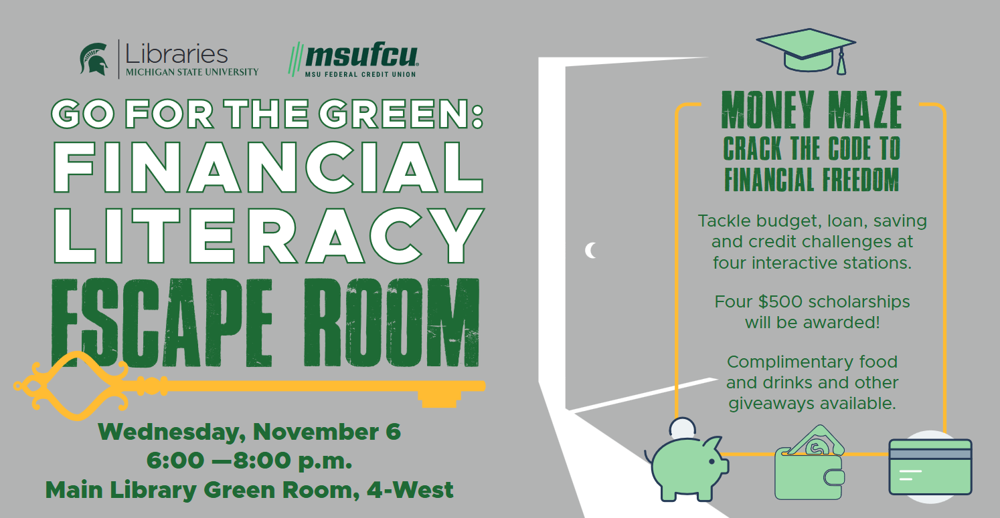 Libraries
MICHIGAN STATE UNIVERSITY
msufcu®
MSU FEDERAL CREDIT UNION
GO FOR THE GREEN:
FINANCIAL
LITERACY
ESCAPE ROOM
Wednesday, November 6
6:00 —8:00 p.m.
Main Library Green Room, 4-West
MONEY MAZE
CRACK THE CODE TO
FINANCIAL FREEDOM
Tackle budget, loan, saving
and credit challenges at
four interactive stations.
Four $500 scholarships
will be awarded!
Complimentary food
and drinks and other
giveaways available.
$